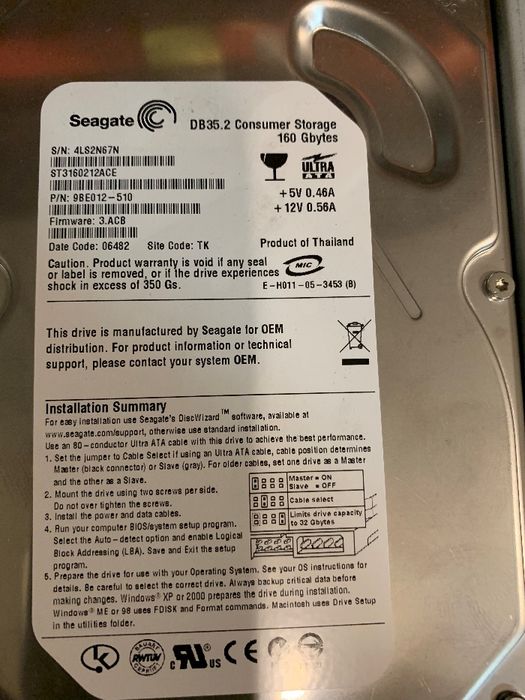 Seagate
DB35.2 Consumer Storage
160 Gbytes
S/N: 4LS2N67N
ST3160212ACE
P/N: 9BE012-510
Firmware: 3.ACB
ULTRA
ATA
+5V 0.46A
+12V 0.56A
Date Code: 06482 Site Code: TK Product of Thailand
Caution. Product warranty is void if any seal
or label is removed, or if the drive experiences
shock in excess of 350 Gs.
MIC
E-H011-05-3453 (B)
This drive is manufactured by Seagate for OEM
distribution. For product information or technical
support, please contact your system OEM.
Installation Summary
For easy installation use Seagate's DiscWizard™ software, available at
www.seagate.com/support, otherwise use standard installation.
Use an 80-conductor Ultra ATA cable with this drive to achieve the best performance.
1. Set the jumper to Cable Select if using an Ultra ATA cable, cable position determines
Master (black connector) or Slave (gray). For older cables, set one drive as a Master
and the other as a Slave.
2. Mount the drive using two screws per side.
Do not over tighten the screws.
3. Install the power and data cables.
4. Run your computer BIOS/system setup program.
Select the Auto-detect option and enable Logical
Block Addressing (LBA). Save and Exit the setup
program.
Master = ON
Slave = OFF
Cable select
Limits drive capacity
to 32 Gbytes
5. Prepare the drive for use with your Operating System. See your OS instructions for
details. Be careful to select the correct drive. Always backup critical data before
making changes. Windows® XP or 2000 prepares the drive during installation.
Windows® ME or 98 uses FDISK and Format commands. Macintosh uses Drive Setup
in the utilities folder.
BAUART
RWTÜV
GEPRÜFT
c RU us CE